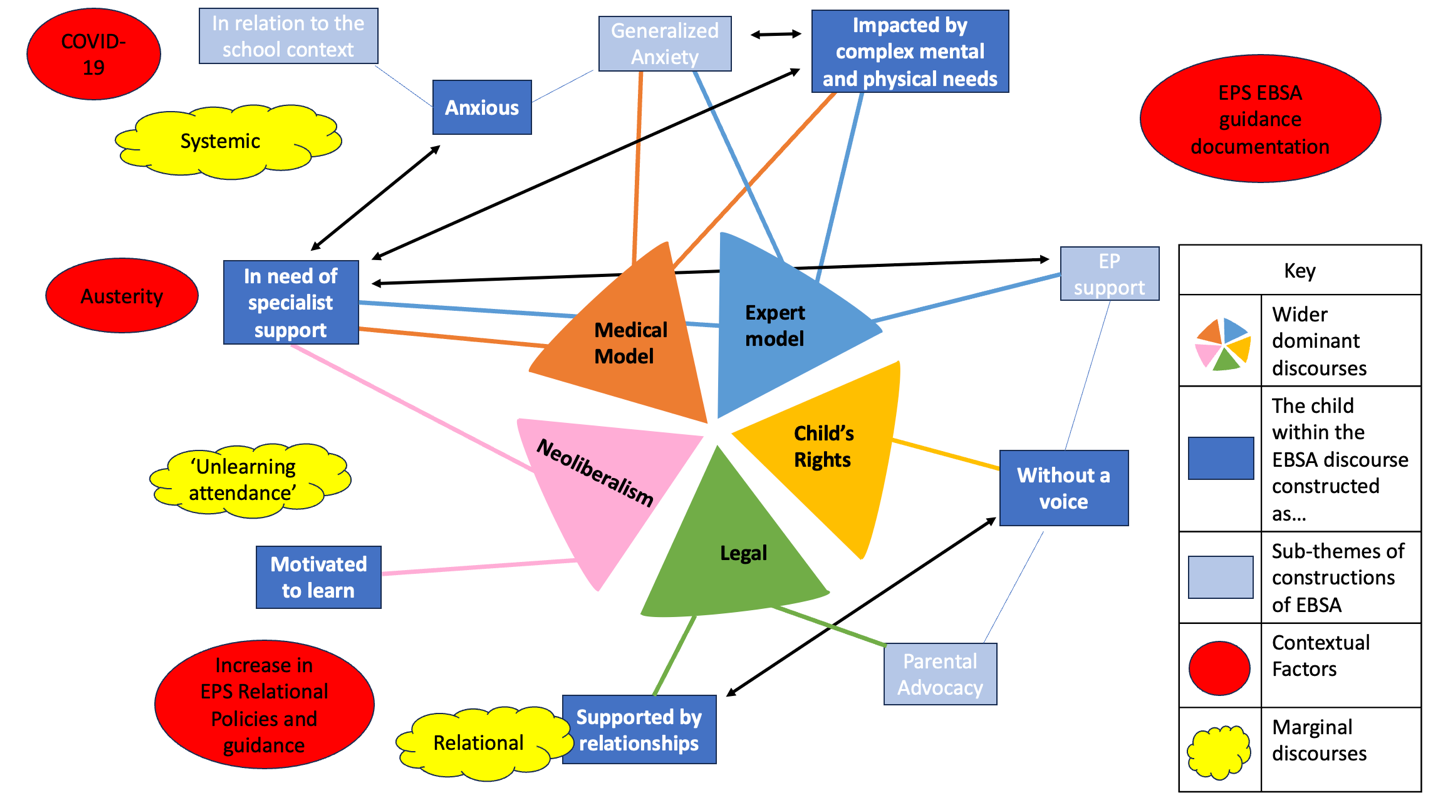 COVID-
19
In relation to the
school context
Generalized
Anxiety
Impacted by
complex mental
and physical needs
Anxious
Systemic
EPS EBSA
guidance
documentation
Austerity
In need of
specialist
support
EP
support
Medical
Model
Expert
model
Child’s
Rights
Neoliberalism
Legal
‘Unlearning
attendance’
Without a
voice
Motivated
to learn
Increase in
EPS Relational
Policies and
guidance
Relational
Supported by
relationships
Parental
Advocacy
Key
Wider
dominant
discourses
The child
within the
EBSA discourse
constructed
as...
Sub-themes of
constructions
of EBSA
Contextual
Factors
Marginal
discourses